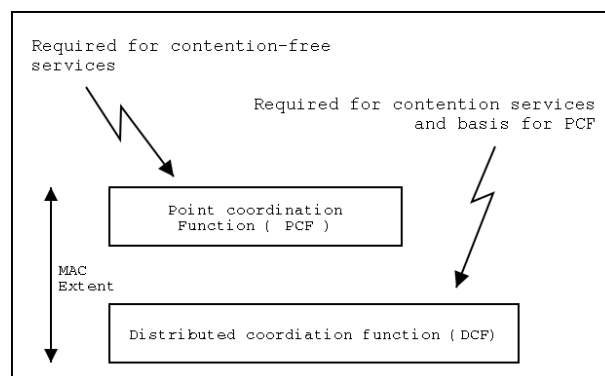 Required for contention-free
services
Required for contention services
and basis for PCF
Point coordination
Function ( PCF )
MAC
Extent
Distributed coordiation function (DCF)